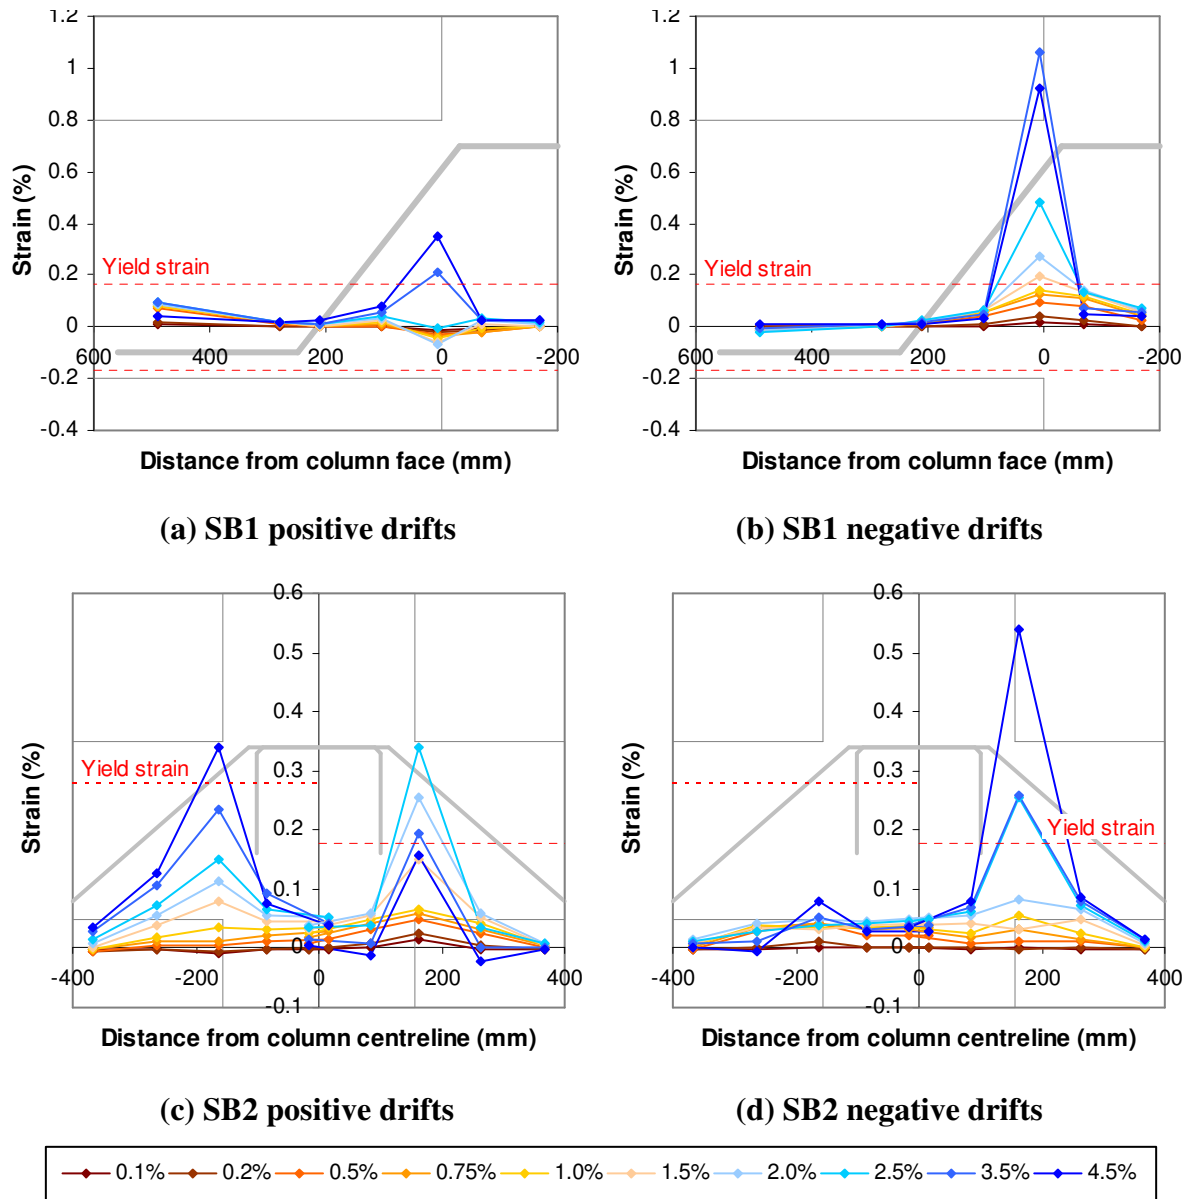 1.2
1
0.8
0.6
0.4
0.2
0
-0.2
-0.4
Strain (%)
Yield strain
600 400 200 0 -200
Distance from column face (mm)
(a) SB1 positive drifts
1.2
1
0.8
0.6
0.4
0.2
0
-0.2
-0.4
Strain (%)
Yield strain
600 400 200 0 -200
Distance from column face (mm)
(b) SB1 negative drifts
0.6
0.5
0.4
0.3
0.2
0.1
0
-0.1
Strain (%)
Yield strain
-400 -200 0 200 400
Distance from column centreline (mm)
(c) SB2 positive drifts
0.6
0.5
0.4
0.3
0.2
0.1
0
-0.1
Strain (%)
Yield strain
-400 -200 0 200 400
Distance from column centreline (mm)
(d) SB2 negative drifts
0.1% 0.2% 0.5% 0.75% 1.0% 1.5% 2.0% 2.5% 3.5% 4.5%